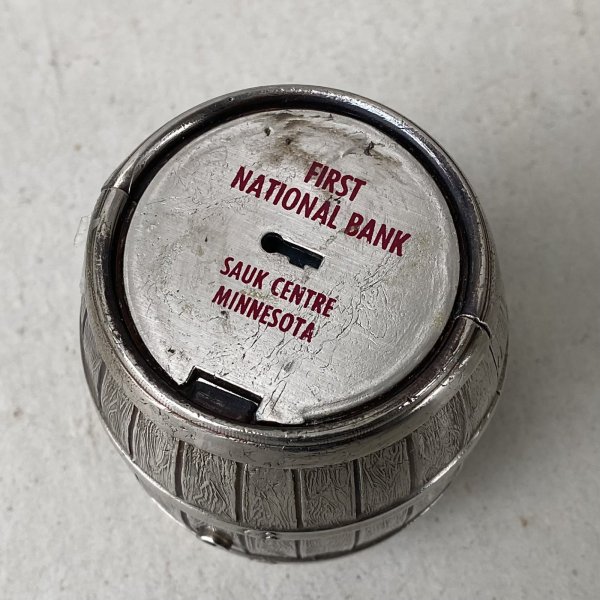 FIRST
NATIONAL BANK
SAUK CENTRE
MINNESOTA